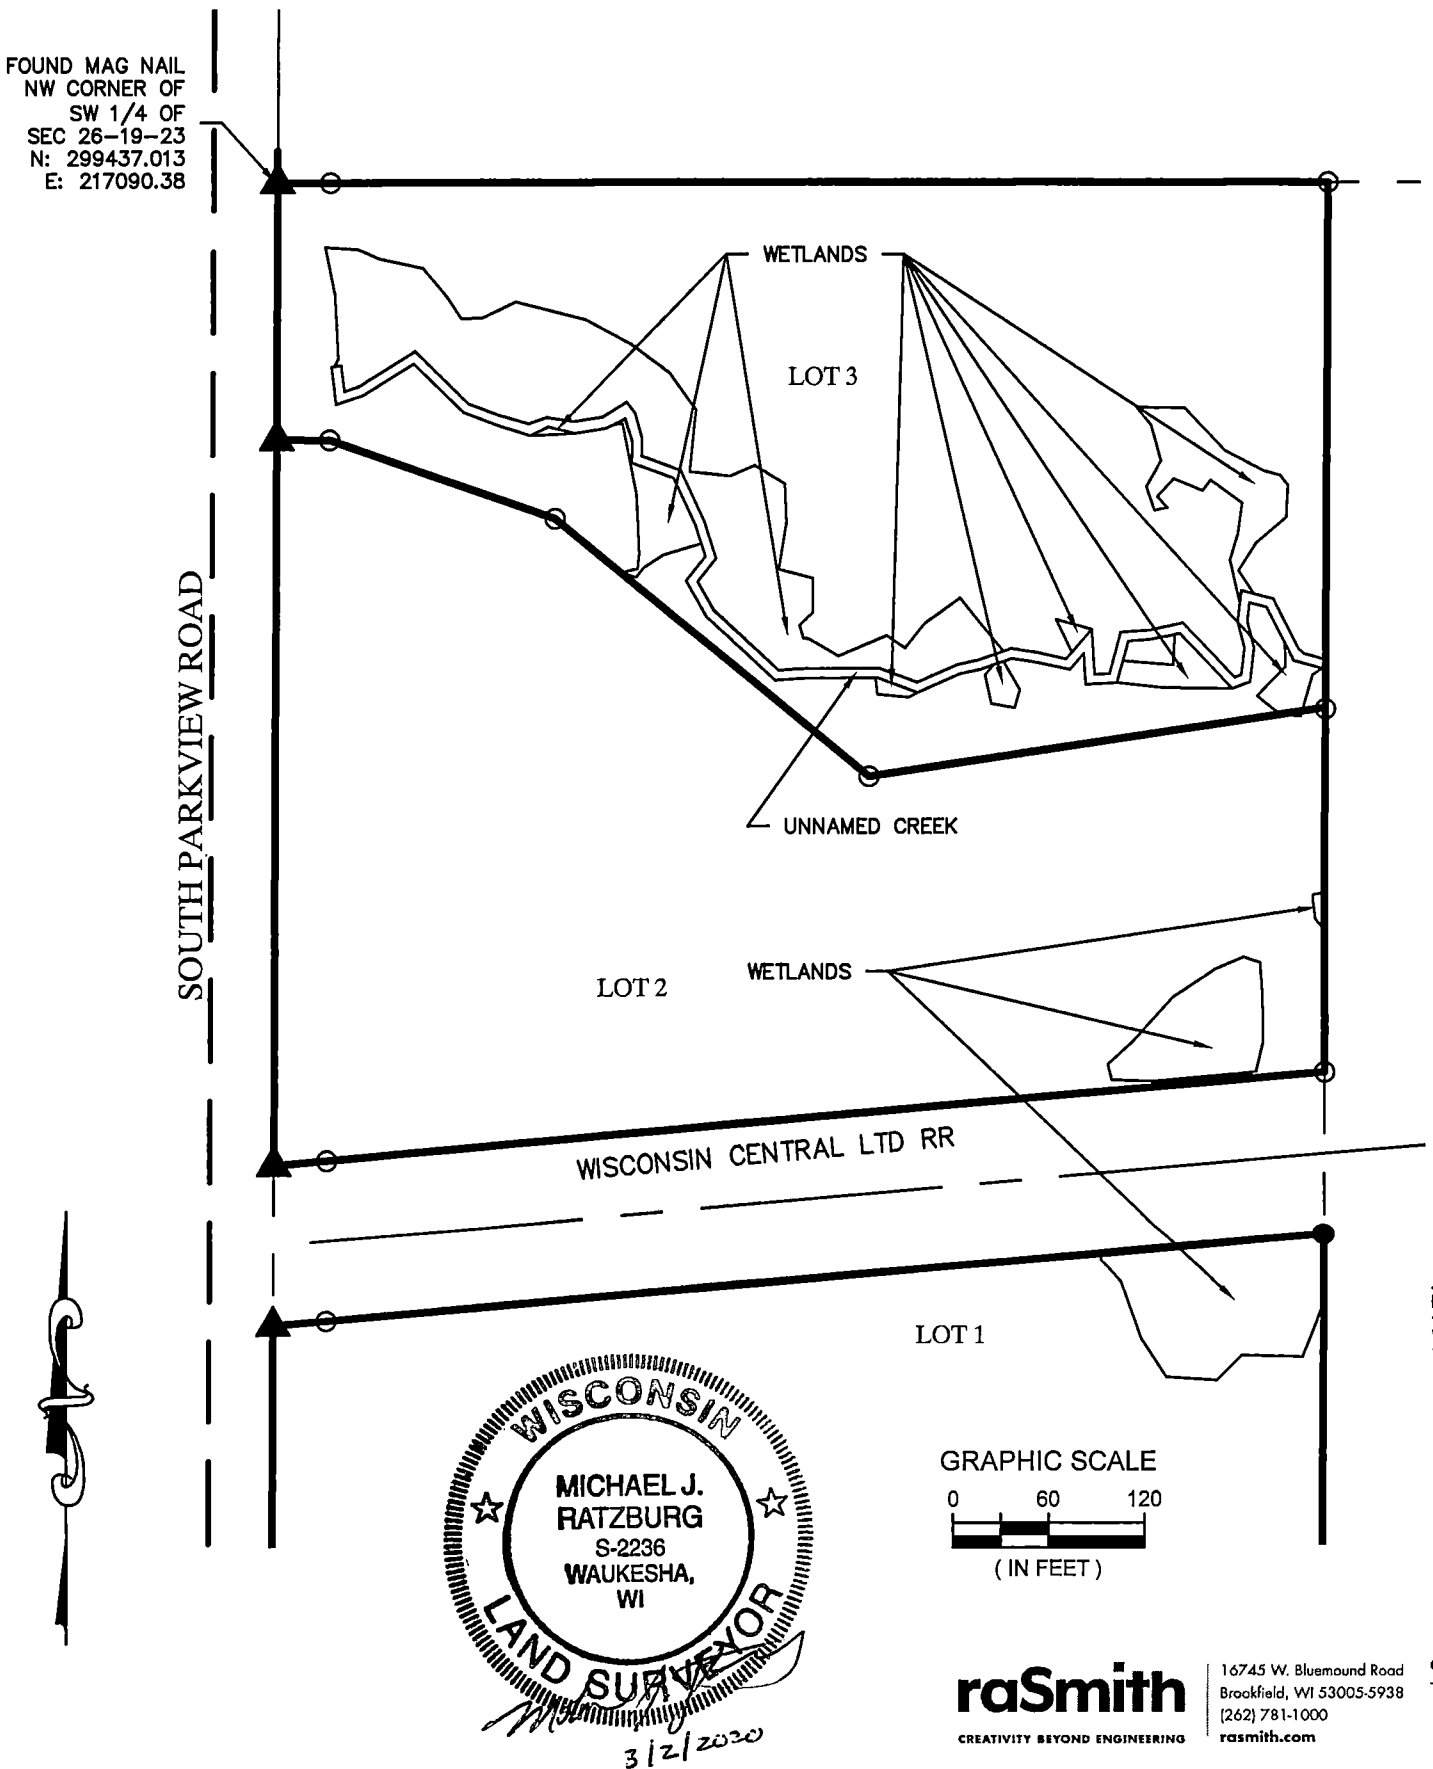 FOUND MAG NAIL
NW CORNER OF
SW 1/4 OF
SEC 26-19-23
N: 299437.013
E: 217090.38
WETLANDS
LOT 3
SOUTH PARKVIEW ROAD
UNNAMED CREEK
LOT 2
WETLANDS
WISCONSIN CENTRAL LTD RR
LOT 1
WISCONSIN
MICHAEL J.
RATZBURG
S-2236
WAUKESHA,
WI
LAND SURVEYOR
3/2/2020
GRAPHIC SCALE
0 60 120
( IN FEET )
raSmith
CREATIVITY BEYOND ENGINEERING
16745 W. Bluemound Road
Brookfield, WI 53005-5938
(262) 781-1000
rasmith.com